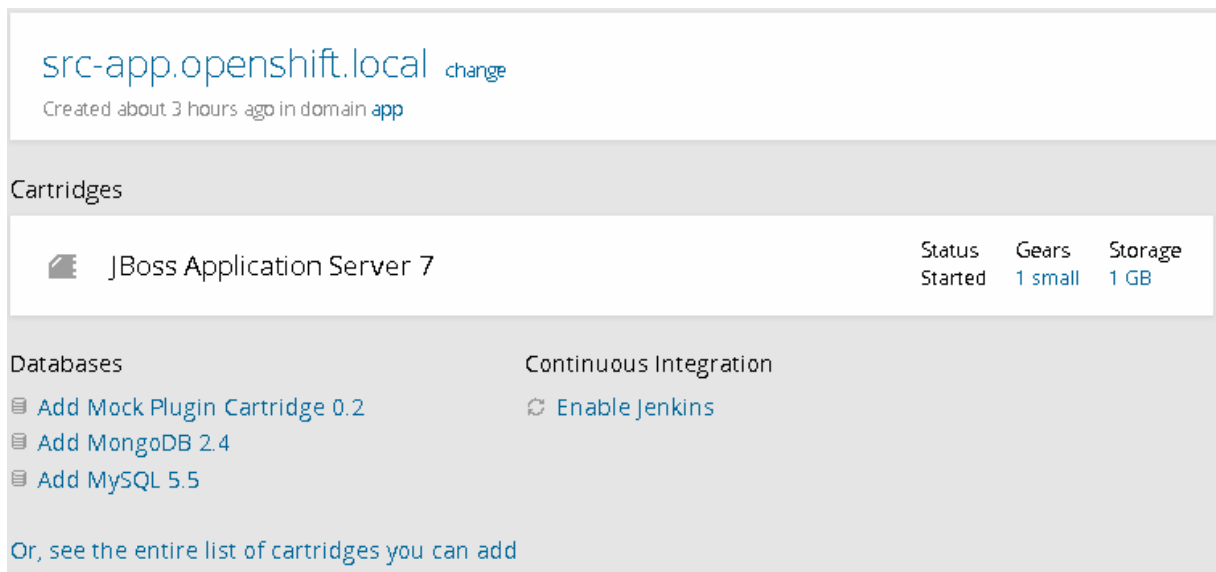 src-app.openshift.local change
Created about 3 hours ago in domain app
Cartridges
JBoss Application Server 7
Status Gears Storage
Started 1 small 1 GB
Databases
Continuous Integration
Add Mock Plugin Cartridge 0.2
Enable Jenkins
Add MongoDB 2.4
Add MySQL 5.5
Or, see the entire list of cartridges you can add